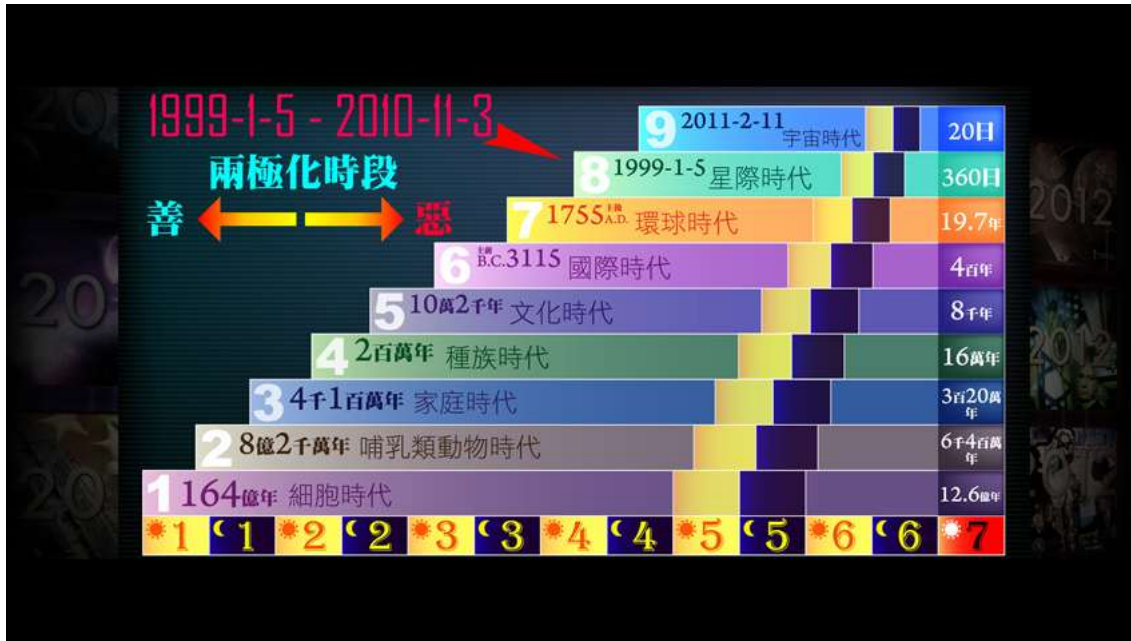 1999-1-5 - 2010-11-3
兩極化時段
善 惡
9 2011-2-11 宇宙時代 20日
8 1999-1-5 星際時代 360日
7 1755 主後 A.D. 環球時代 19.7年
6 主前 B.C. 3115 國際時代 4百年
5 10萬2千年 文化時代 8千年
4 2百萬年 種族時代 16萬年
3 4千1百萬年 家庭時代 3百20萬年
2 8億2千萬年 哺乳類動物時代 6千4百萬年
1 164億年 細胞時代 12.6億年
1 1 2 2 3 3 4 4 5 5 6 6 7
2012
2012
20
20
20